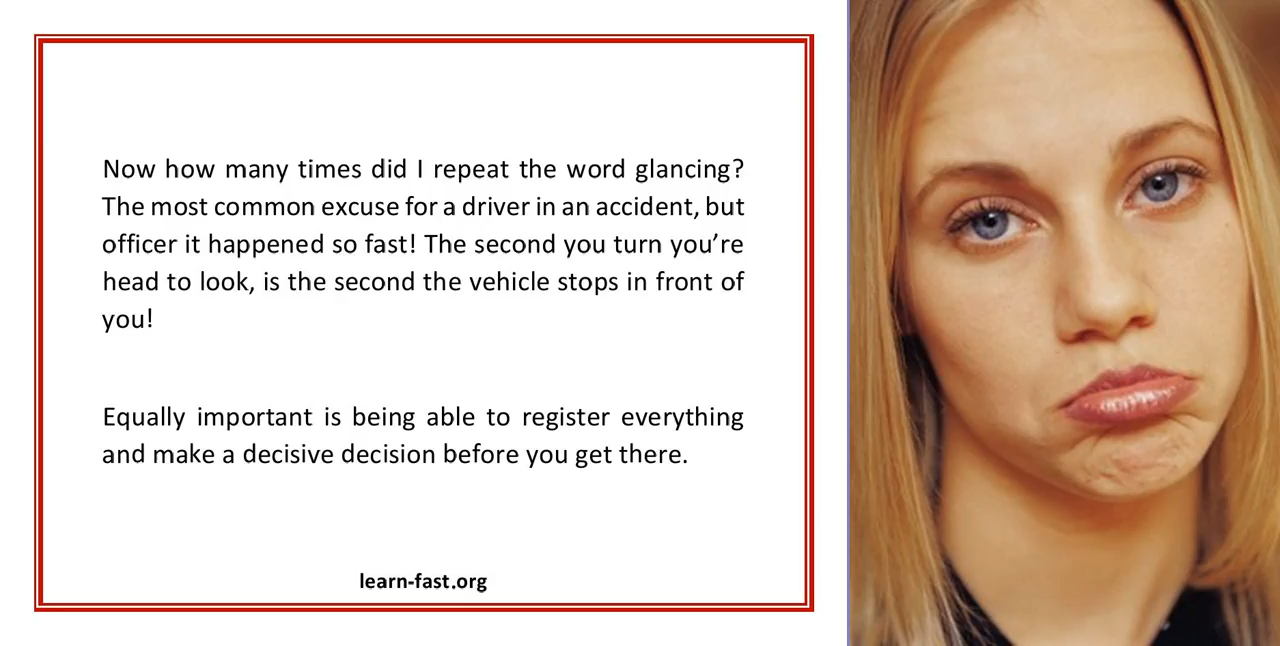 Now how many times did I repeat the word glancing?
The most common excuse for a driver in an accident, but
officer it happened so fast! The second you turn you’re
head to look, is the second the vehicle stops in front of
you!
Equally important is being able to register everything
and make a decisive decision before you get there.
learn-fast.org